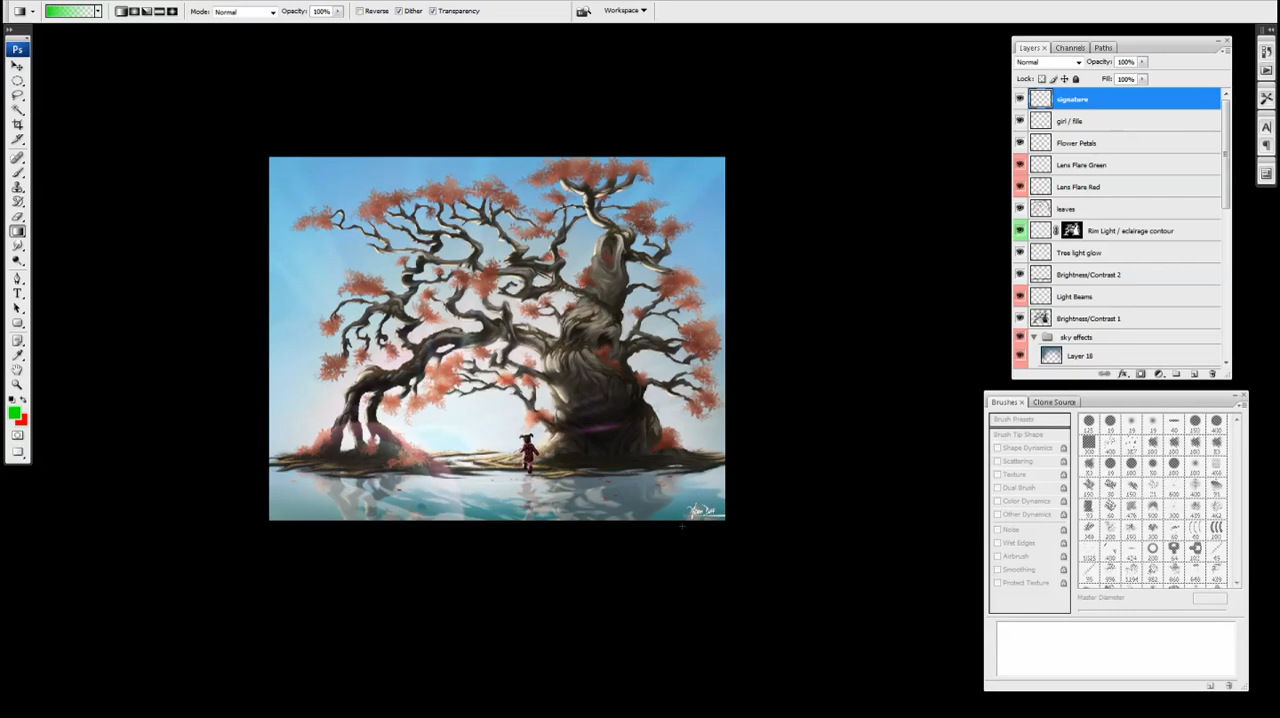 Mode: Normal Opacity: 100% Reverse Dither Transparency Workspace
Ps
Layers × Channels Paths
Normal Opacity: 100%
Lock: Fill: 100%
signature
girl / fille
Flower Petals
Lens Flare Green
Lens Flare Red
leaves
Rim Light / eclairage contour
Tree light glow
Brightness/Contrast 2
Light Beams
Brightness/Contrast 1
sky effects
Layer 18
Brushes × Clone Source
Brush Presets
Brush Tip Shape
Shape Dynamics
Scattering
Texture
Dual Brush
Color Dynamics
Other Dynamics
Noise
Wet Edges
Airbrush
Smoothing
Protect Texture
Master Diameter